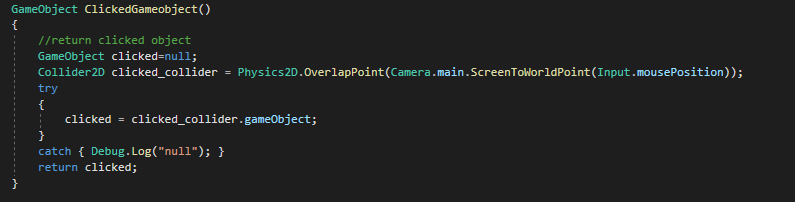 GameObject ClickedGameobject()
{
//return clicked object
GameObject clicked=null;
Collider2D clicked_collider = Physics2D.OverlapPoint(Camera.main.ScreenToWorldPoint(Input.mousePosition));
try
{
clicked = clicked_collider.gameObject;
}
catch { Debug.Log("null"); }
return clicked;
}